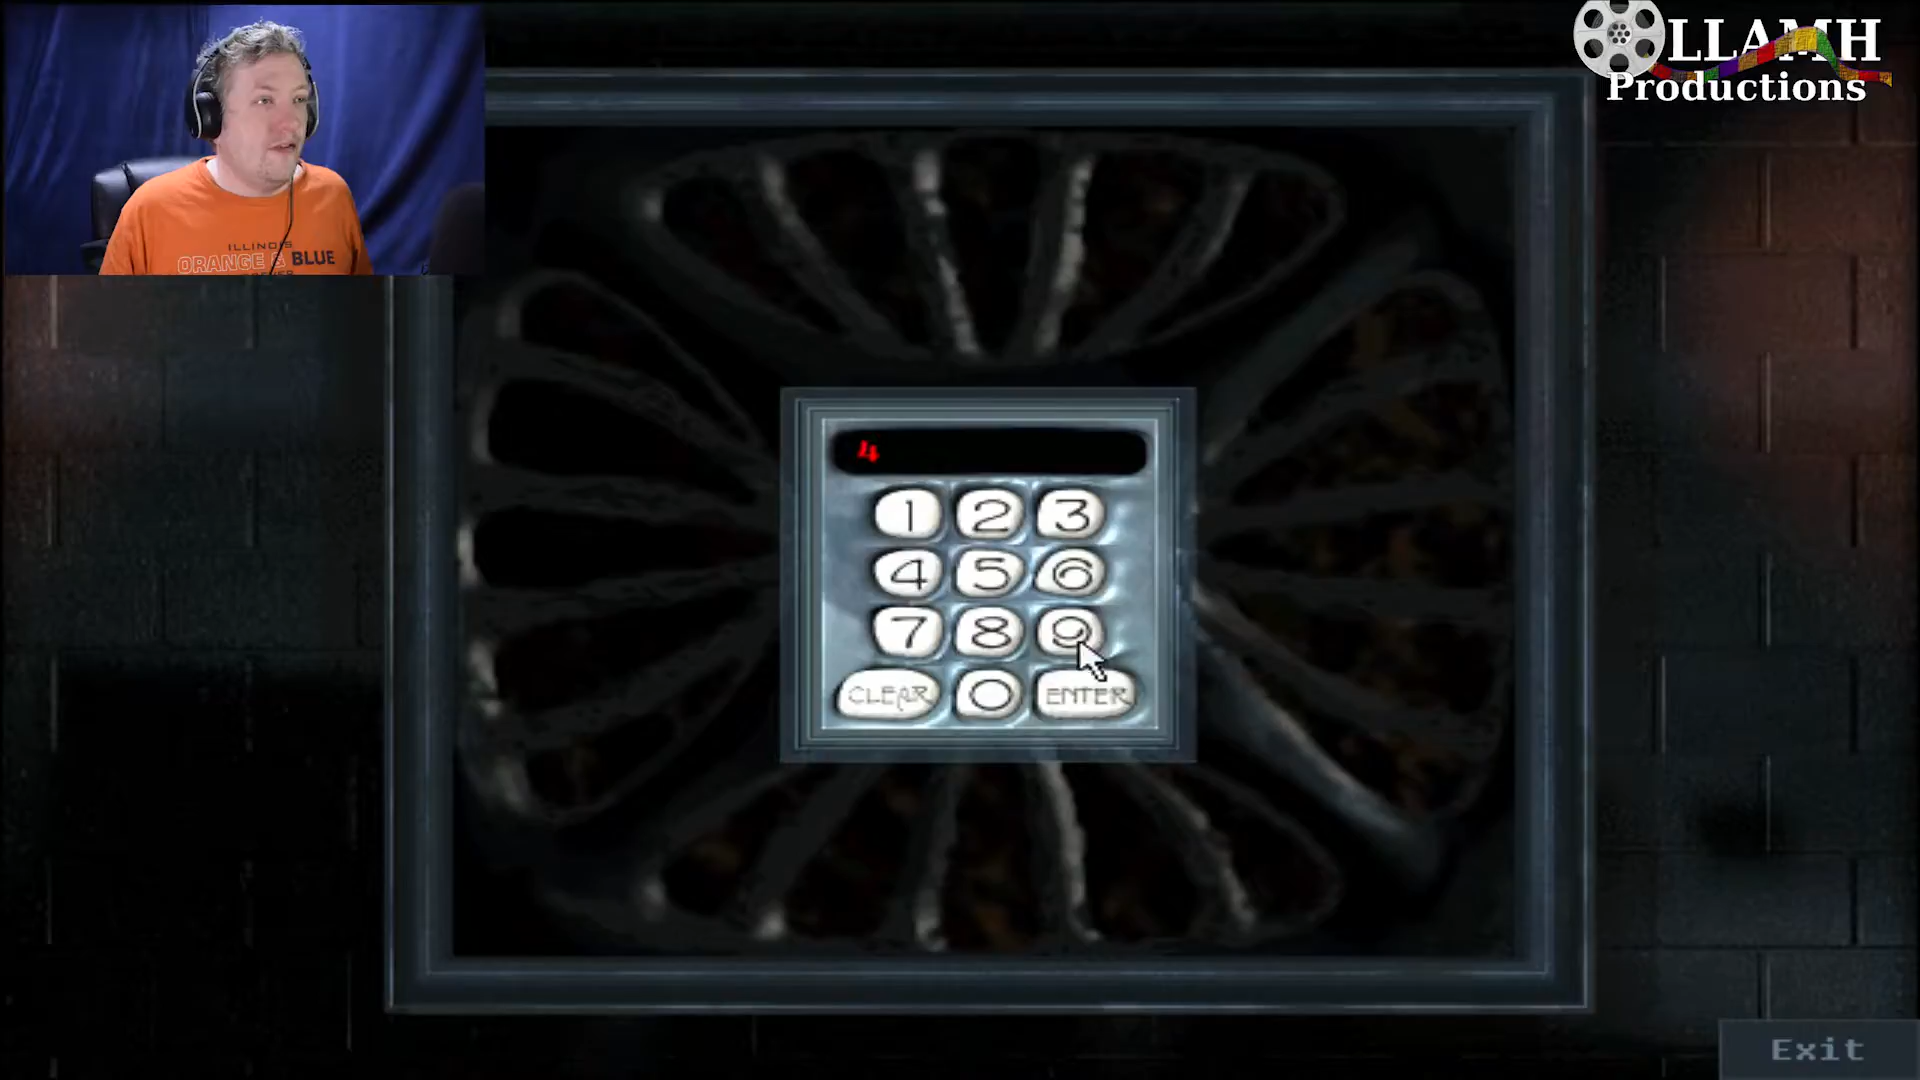 LLAMH
Productions
ILLINOIS
ORANGE & BLUE
4
1 2 3
4 5 6
7 8 9
CLEAR 0 ENTER
Exit